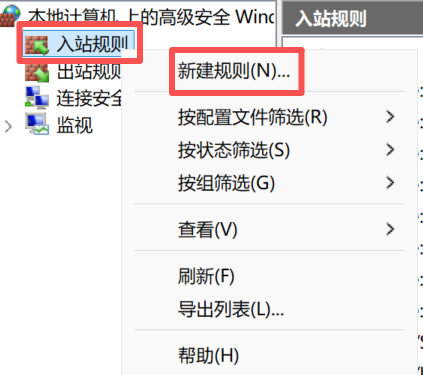 本地计算机 上的高级安全 Wind
入站规则
入站规则
新建规则(N)...
出站规则
连接安全
监视
按配置文件筛选(R)
按状态筛选(S)
按组筛选(G)
查看(V)
刷新(F)
导出列表(L)...
帮助(H)